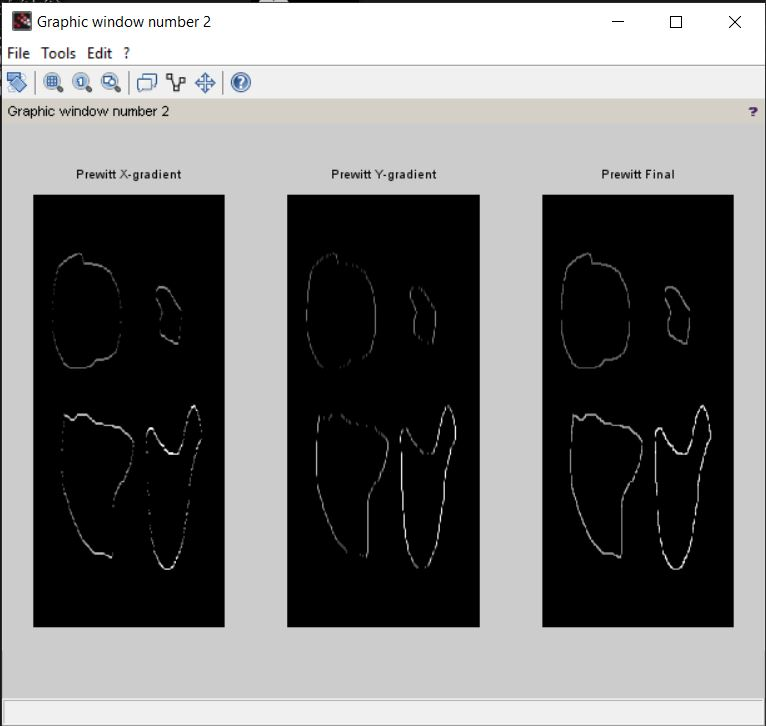 Graphic window number 2
File Tools Edit ?
Graphic window number 2
Prewitt X-gradient
Prewitt Y-gradient
Prewitt Final